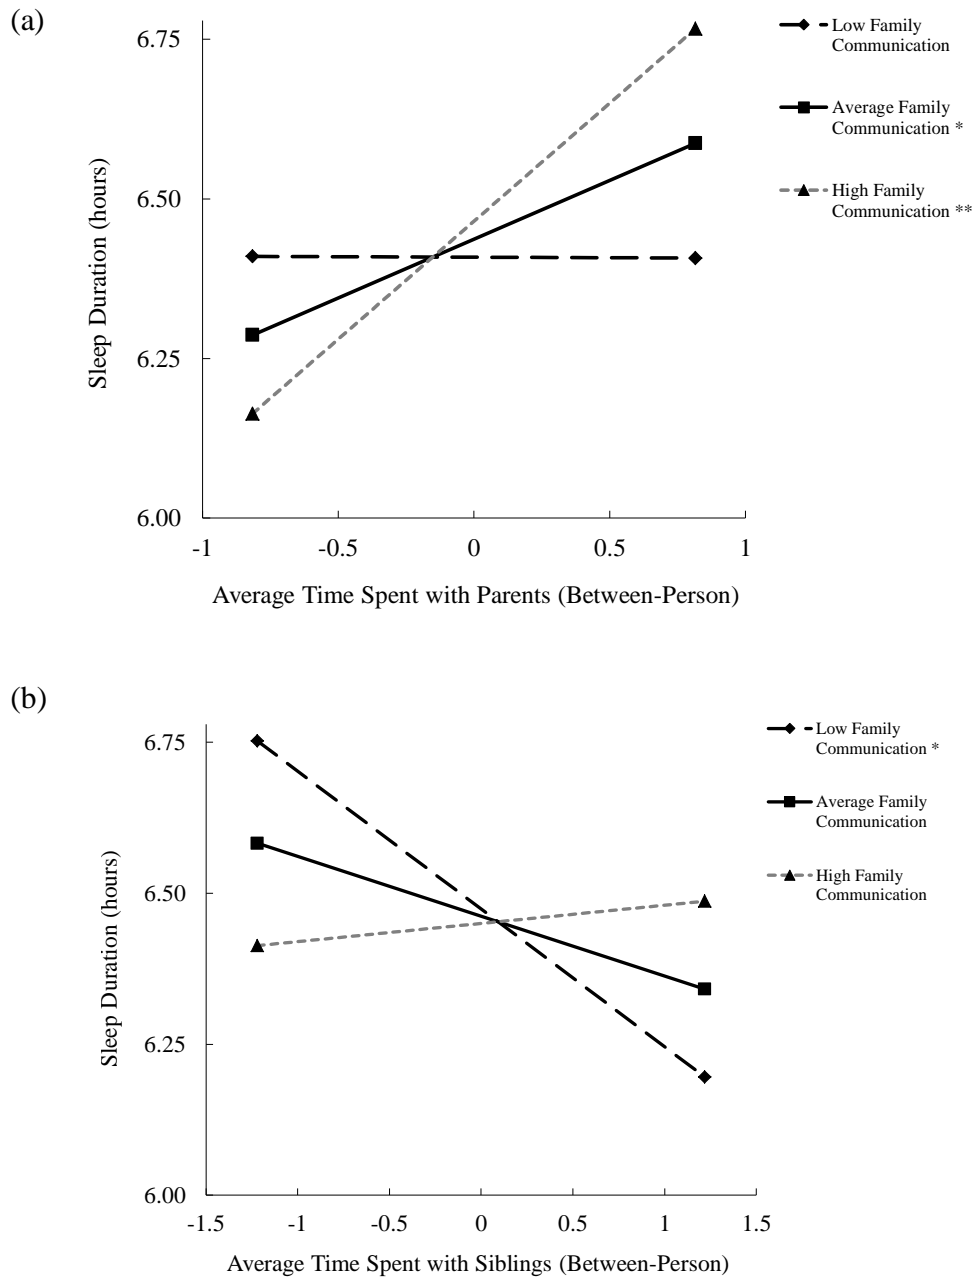 (a)
6.75
6.50
6.25
6.00
Sleep Duration (hours)
-1
-0.5
0
0.5
1
Average Time Spent with Parents (Between-Person)
Low Family
Communication
Average Family
Communication *
High Family
Communication **
(b)
6.75
6.50
6.25
6.00
Sleep Duration (hours)
-1.5
-1
-0.5
0
0.5
1
1.5
Average Time Spent with Siblings (Between-Person)
Low Family
Communication *
Average Family
Communication
High Family
Communication